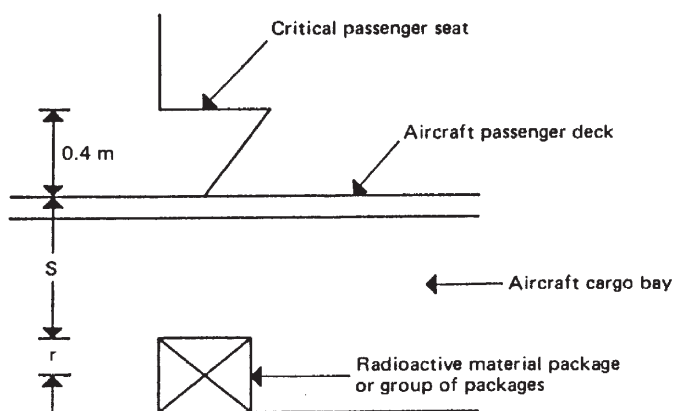 Critical passenger seat
Aircraft passenger deck
0.4 m
S
Aircraft cargo bay
r
Radioactive material package
or group of packages